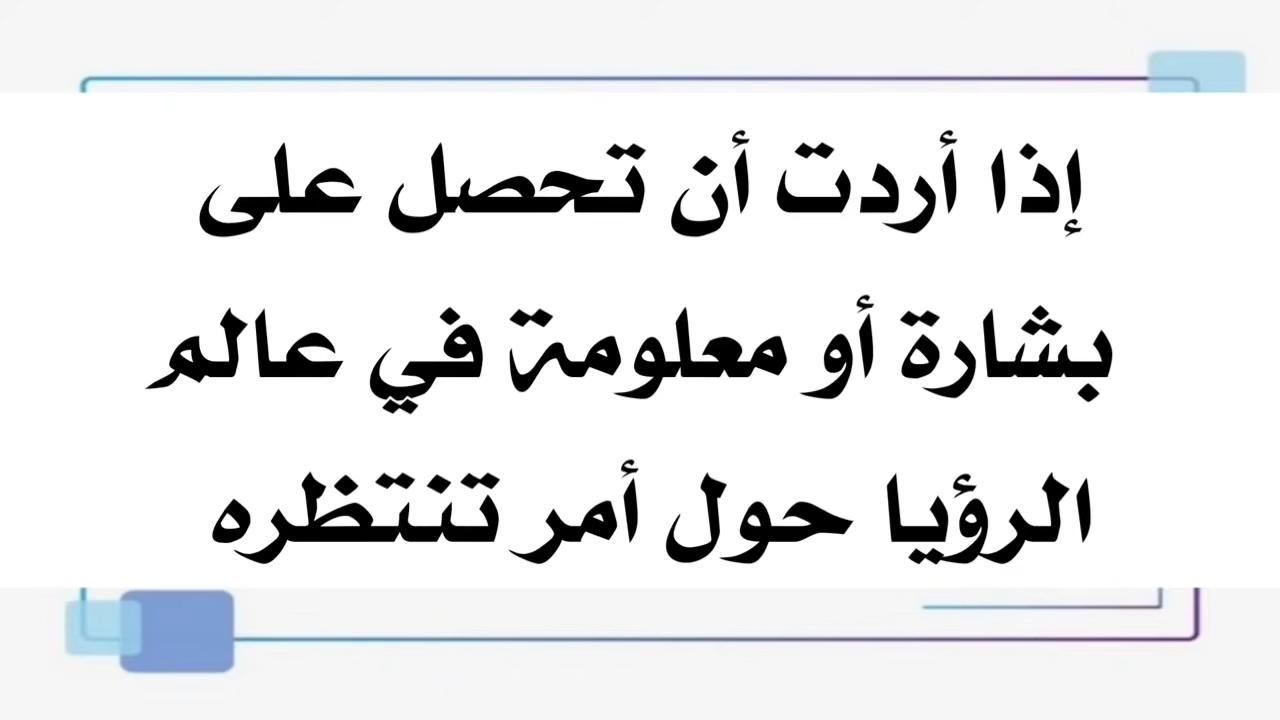 إذا أردت أن تحصل على
بشارة أو معلومة في عالم
الرؤيا حول أمر تنتظره